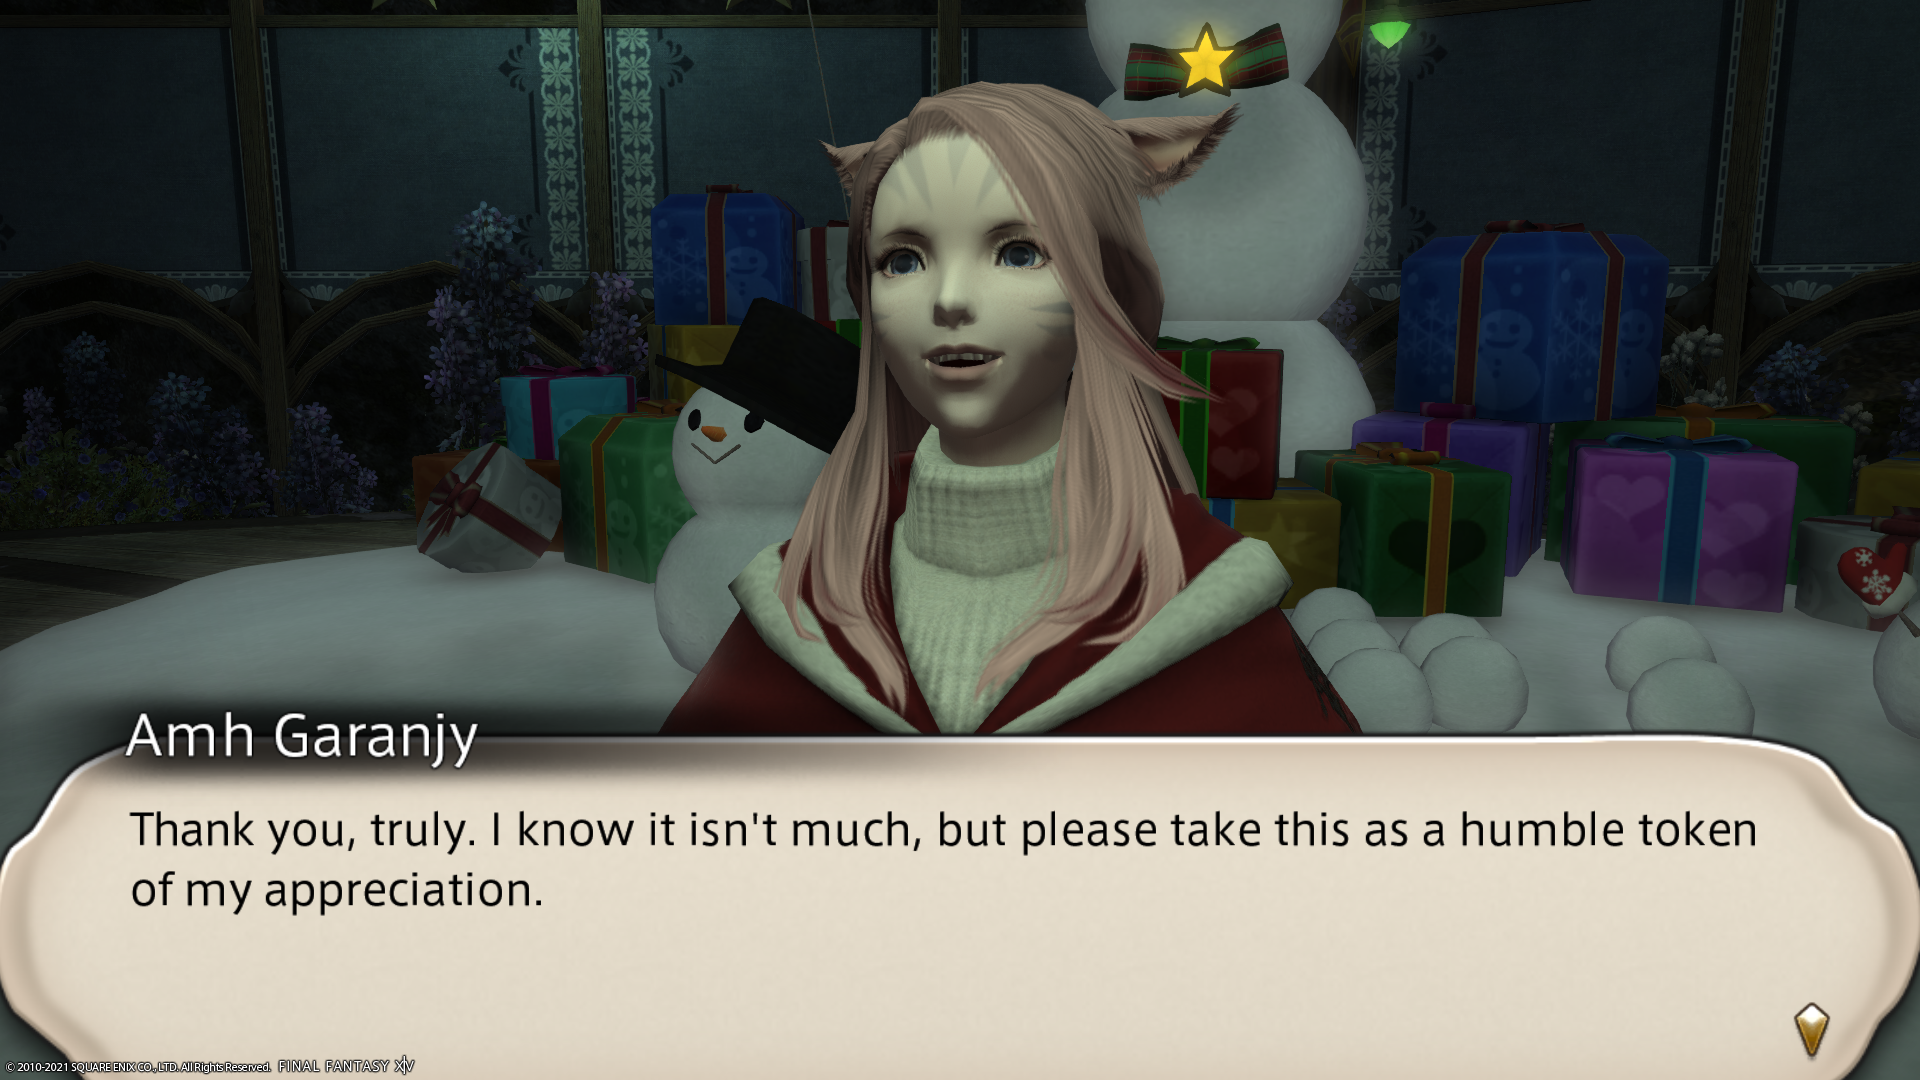 Amh Garanjy
Thank you, truly. I know it isn't much, but please take this as a humble token
of my appreciation.
© 2010-2021 SQUARE ENIX CO., LTD. All Rights Reserved. FINAL FANTASY XIV